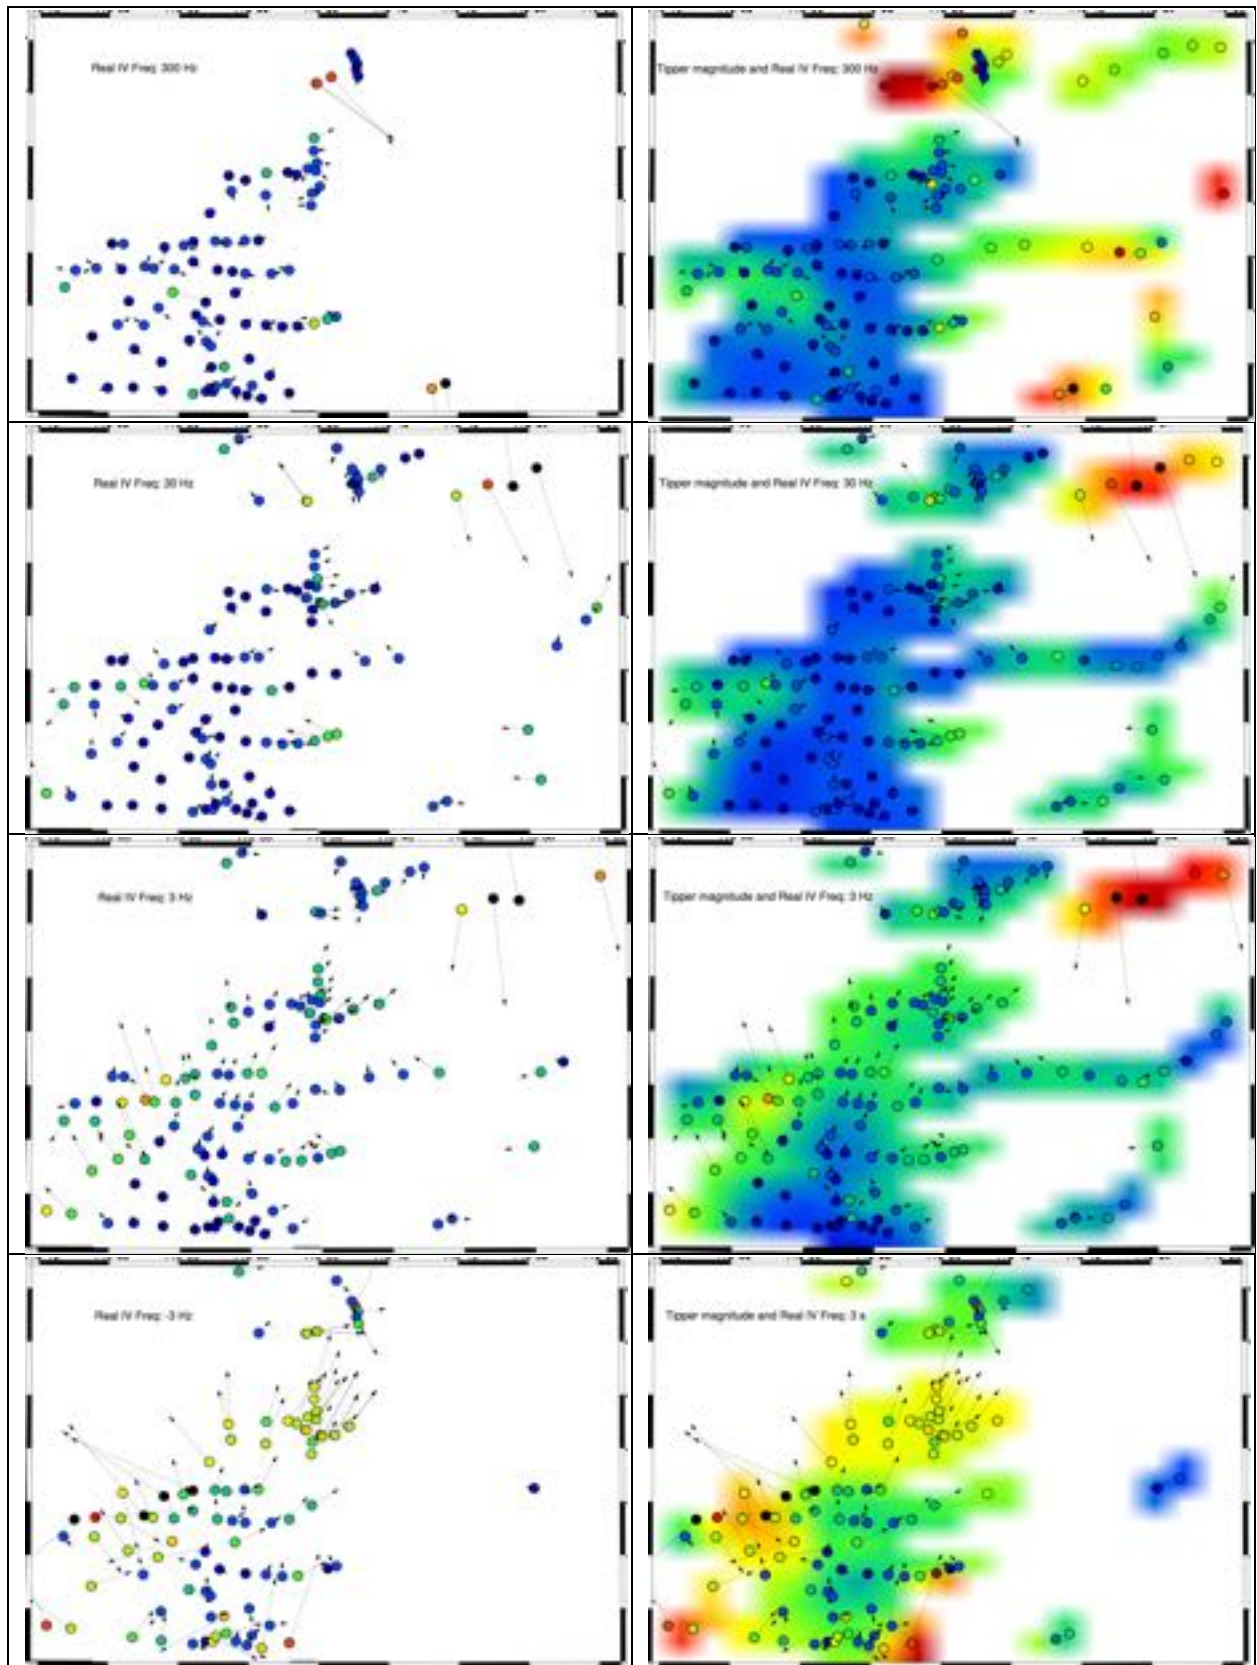 Real IV Freq: 300 Hz
Tipper magnitude and Real IV Freq: 300 Hz
Real IV Freq: 30 Hz
Tipper magnitude and Real IV Freq: 30 Hz
Real IV Freq: 3 Hz
Tipper magnitude and Real IV Freq: 3 Hz
Real IV Freq: -3 Hz
Tipper magnitude and Real IV Freq: 3 s